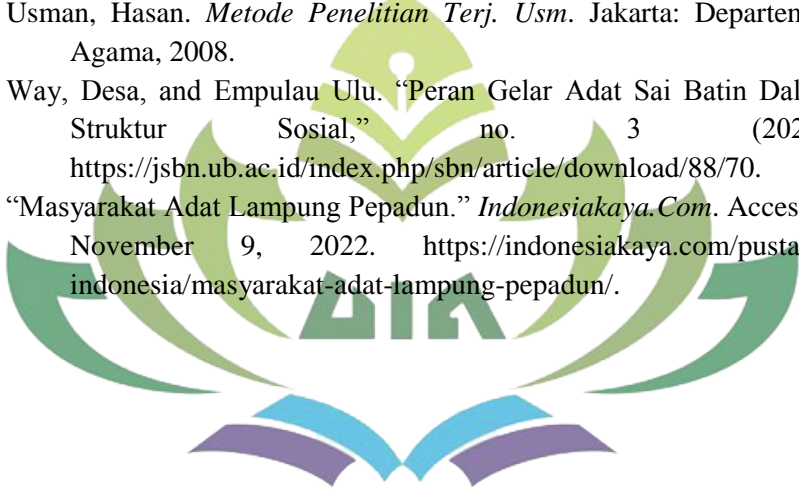 Usman, Hasan. Metode Penelitian Terj. Usm. Jakarta: Departen
Agama, 2008.
Way, Desa, and Empulau Ulu. “Peran Gelar Adat Sai Batin Dal
Struktur Sosial,” no. 3 (202
https://jsbn.ub.ac.id/index.php/sbn/article/download/88/70.
“Masyarakat Adat Lampung Pepadun.” Indonesiakaya.Com. Acces
November 9, 2022. https://indonesiakaya.com/pusta
indonesia/masyarakat-adat-lampung-pepadun/.